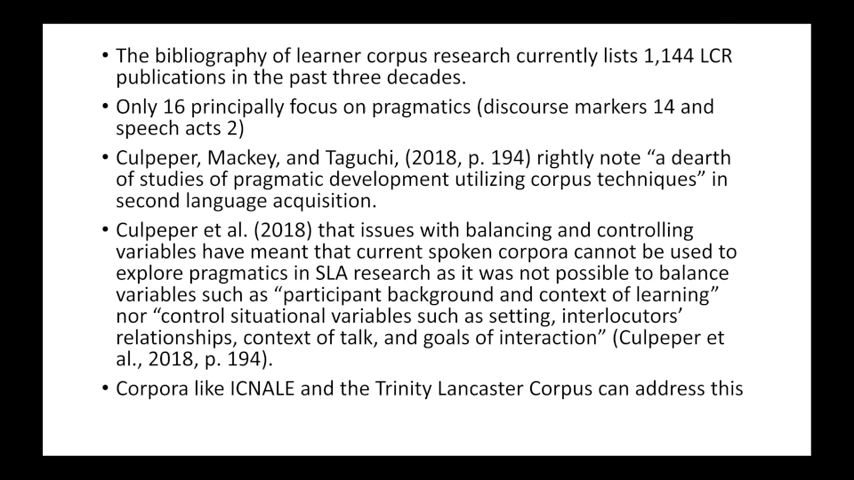 • The bibliography of learner corpus research currently lists 1,144 LCR
publications in the past three decades.
• Only 16 principally focus on pragmatics (discourse markers 14 and
speech acts 2)
• Culpeper, Mackey, and Taguchi, (2018, p. 194) rightly note “a dearth
of studies of pragmatic development utilizing corpus techniques” in
second language acquisition.
• Culpeper et al. (2018) that issues with balancing and controlling
variables have meant that current spoken corpora cannot be used to
explore pragmatics in SLA research as it was not possible to balance
variables such as “participant background and context of learning”
nor “control situational variables such as setting, interlocutors’
relationships, context of talk, and goals of interaction” (Culpeper et
al., 2018, p. 194).
• Corpora like ICNALE and the Trinity Lancaster Corpus can address this